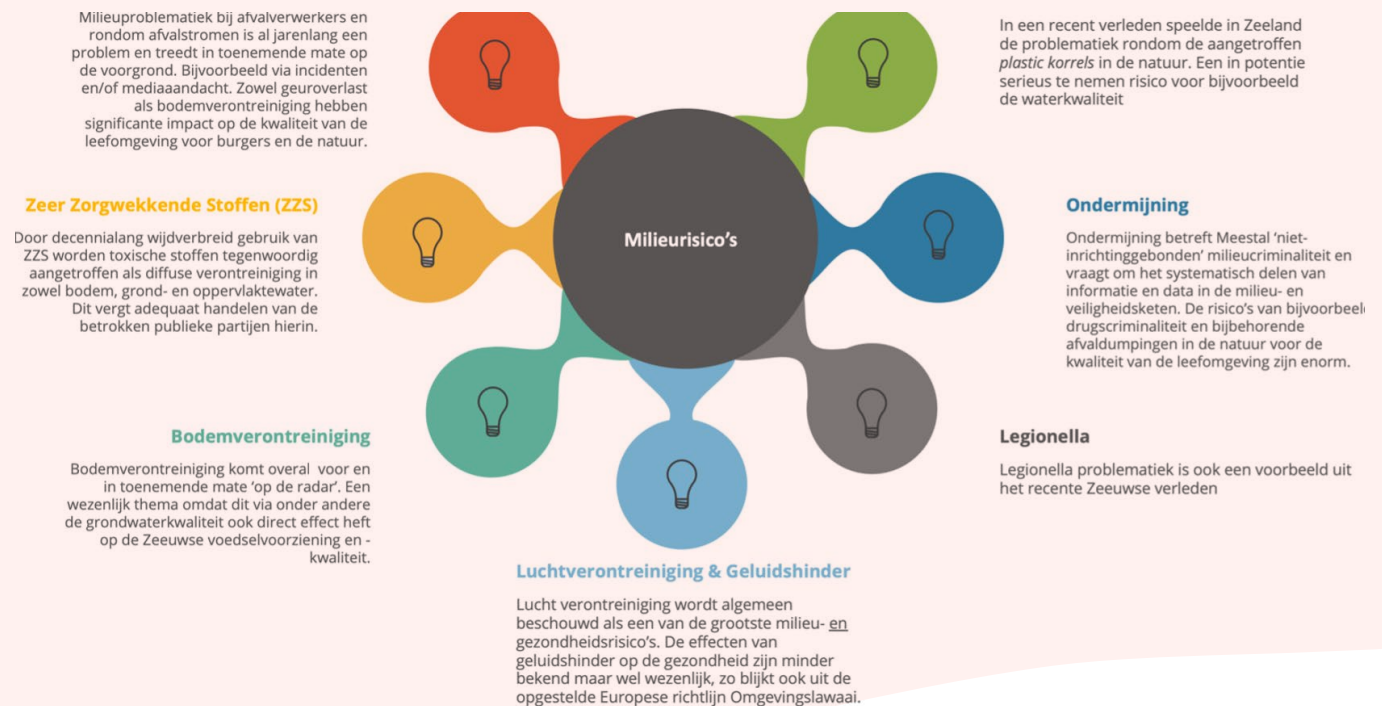 Milieuproblematiek bij afvalverwerkers en
rondom afvalstromen is al jarenlang een
problem en treedt in toenemende mate op
de voorgrond. Bijvoorbeeld via incidenten
en/of mediaaandacht. Zowel geuroverlast
als bodemverontreiniging hebben
significante impact op de kwaliteit van de
leefomgeving voor burgers en de natuur.
In een recent verleden speelde in Zeeland
de problematiek rondom de aangetroffen
plastic korrels in de natuur. Een in potentie
serieus te nemen risico voor bijvoorbeeld
de waterkwaliteit
Zeer Zorgwekkende Stoffen (ZZS)
Door decennialang wijdverbreid gebruik van
ZZS worden toxische stoffen tegenwoordig
aangetroffen als diffuse verontreiniging in
zowel bodem, grond- en oppervlaktewater.
Dit vergt adequaat handelen van de
betrokken publieke partijen hierin.
Milieurisico's
Ondermijning
Ondermijning betreft Meestal 'niet-
inrichtinggebonden' milieucriminaliteit en
vraagt om het systematisch delen van
informatie en data in de milieu- en
veiligheidsketen. De risico's van bijvoorbeel
drugscriminaliteit en bijbehorende
afvaldumpingen in de natuur voor de
kwaliteit van de leefomgeving zijn enorm.
Bodemverontreiniging
Bodemverontreiniging komt overal voor en
in toenemende mate 'op de radar'. Een
wezenlijk thema omdat dit via onder andere
de grondwaterkwaliteit ook direct effect heft
op de Zeeuwse voedselvoorziening en -
kwaliteit.
Legionella
Legionella problematiek is ook een voorbeeld uit
het recente Zeeuwse verleden
Luchtverontreiniging & Geluidshinder
Lucht verontreiniging wordt algemeen
beschouwd als een van de grootste milieu- en
gezondheidsrisico's. De effecten van
geluidshinder op de gezondheid zijn minder
bekend maar wel wezenlijk, zo blijkt ook uit de
opgestelde Europese richtlijn Omgevingslawaai.